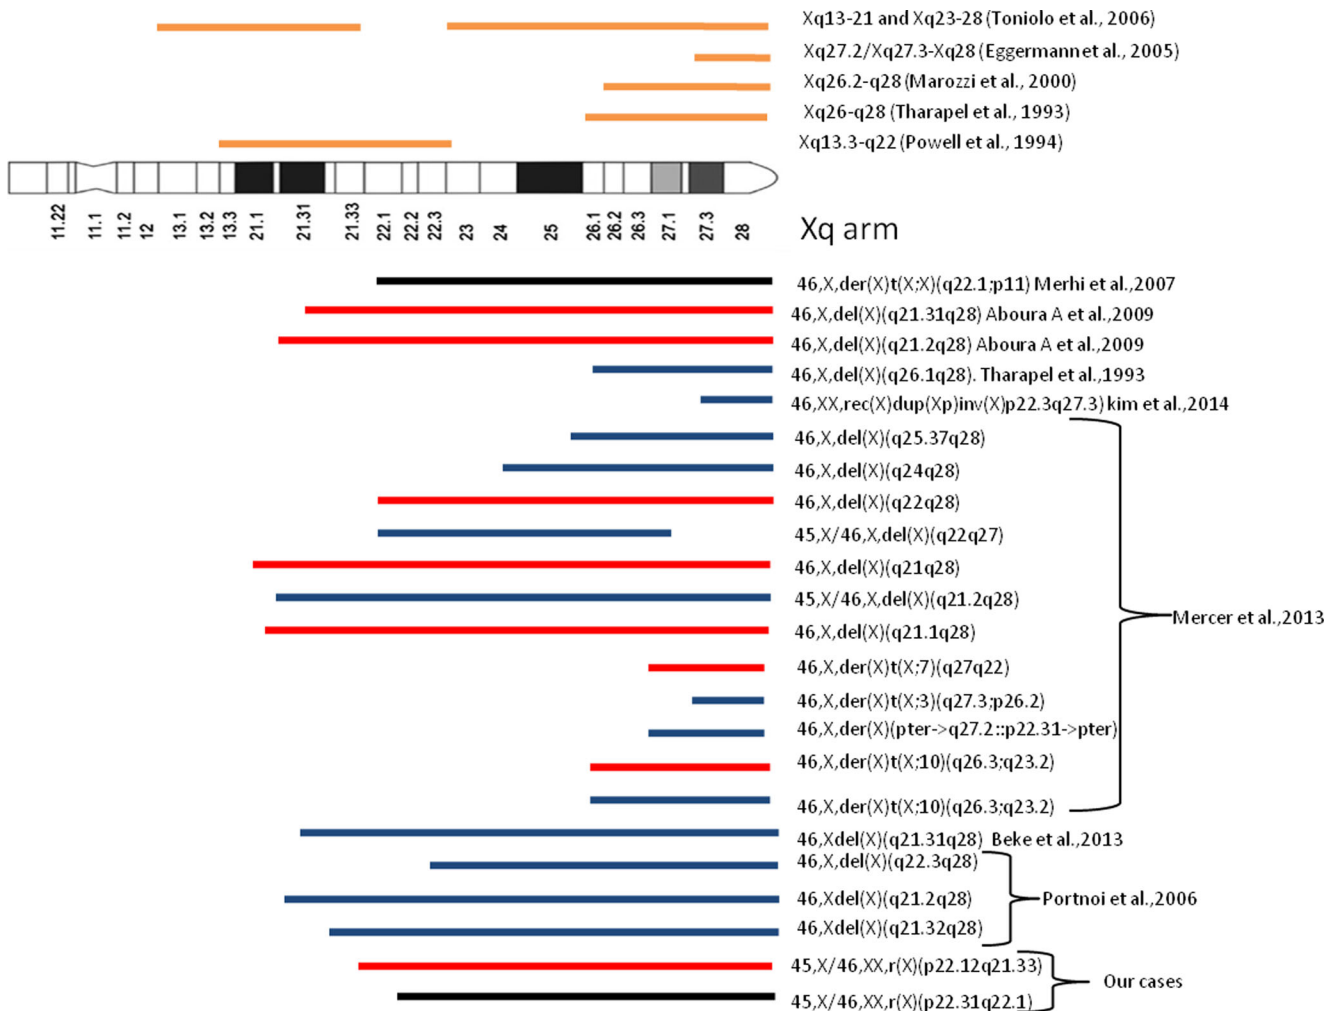 Xq13-21 and Xq23-28 (Toniolo et al., 2006)
Xq27.2/Xq27.3-Xq28 (Eggermann et al., 2005)
Xq26.2-q28 (Marozzi et al., 2000)
Xq26-q28 (Tharapel et al., 1993)
Xq13.3-q22 (Powell et al., 1994)
11.22 11.1 11.2 12 13.1 13.2 13.3 21.1 21.31 21.33 22.1 22.2 22.3 23 24 25 26.1 26.2 26.3 27.1 27.3 28
Xq arm
46,X,der(X)t(X;X)(q22.1;p11) Merhi et al.,2007
46,X,del(X)(q21.31q28) Aboura A et al.,2009
46,X,del(X)(q21.2q28) Aboura A et al.,2009
46,X,del(X)(q26.1q28). Tharapel et al.,1993
46,XX,rec(X)dup(Xp)inv(X)p22.3q27.3) kim et al.,2014
46,X,del(X)(q25.37q28)
46,X,del(X)(q24q28)
46,X,del(X)(q22q28)
45,X/46,X,del(X)(q22q27)
46,X,del(X)(q21q28)
45,X/46,X,del(X)(q21.2q28)
Mercer et al.,2013
46,X,del(X)(q21.1q28)
46,X,der(X)t(X;7)(q27q22)
46,X,der(X)t(X;3)(q27.3;p26.2)
46,X,der(X)(pter->q27.2::p22.31->pter)
46,X,der(X)t(X;10)(q26.3;q23.2)
46,X,der(X)t(X;10)(q26.3;q23.2)
46,Xdel(X)(q21.31q28) Beke et al.,2013
46,X,del(X)(q22.3q28)
46,Xdel(X)(q21.2q28)
Portnoi et al.,2006
46,Xdel(X)(q21.32q28)
45,X/46,XX,r(X)(p22.12q21.33)
Our cases
45,X/46,XX,r(X)(p22.31q22.1)